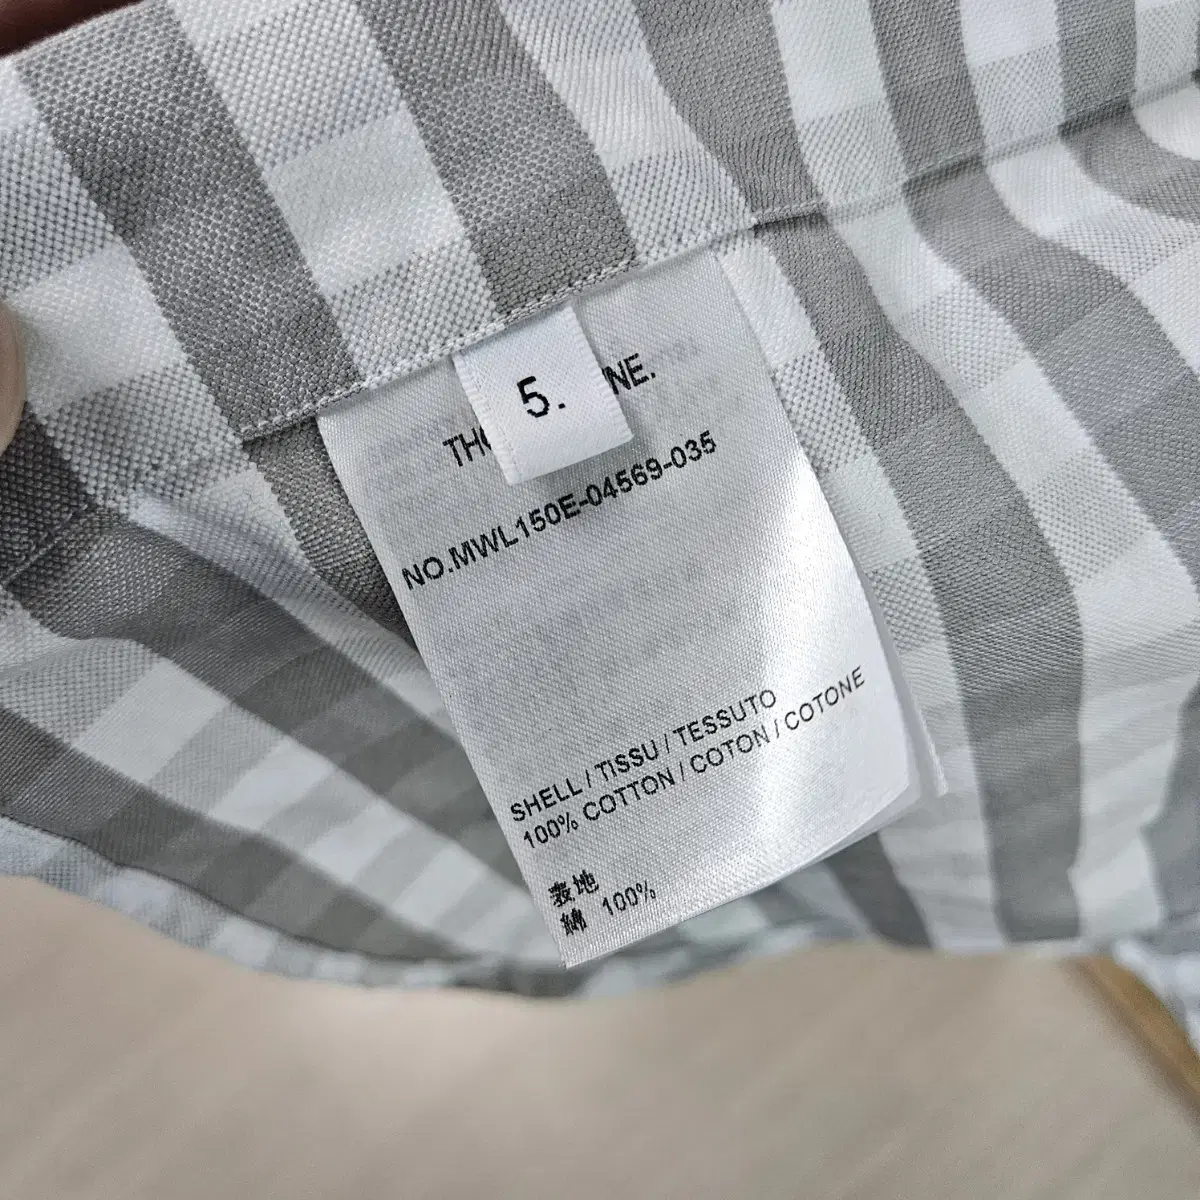 5.
TH NE.
NO.MWL150E-04569-035
SHELL / TISSU / TESSUTO
100% COTTON / COTON / COTONE
表地
綿 100%